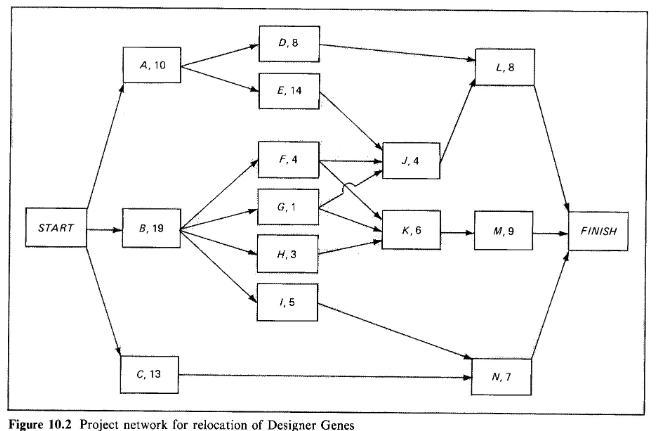 D, 8
A, 10
L, 8
E, 14
F, 4
J, 4
G, 1
START
B, 19
K, 6
M, 9
FINISH
H, 3
I, 5
C, 13
N, 7
Figure 10.2 Project network for relocation of Designer Genes